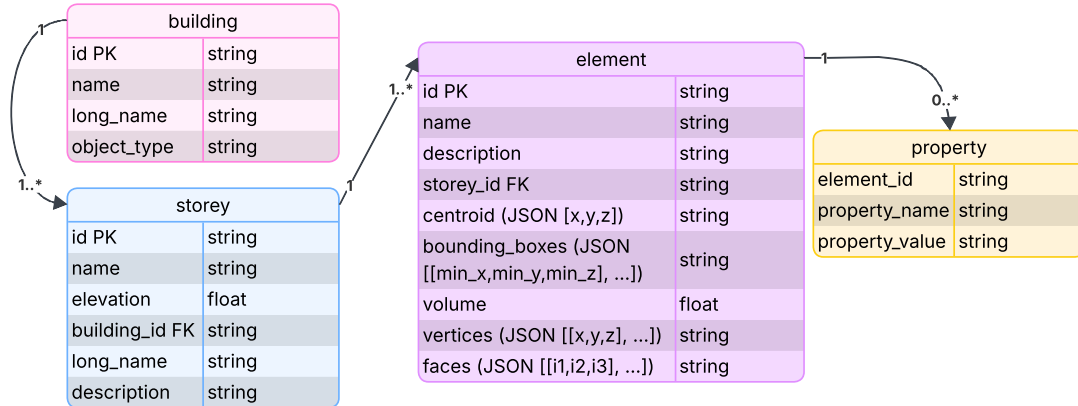 building
id PK string
name string
long_name string
object_type string
1
1..*
storey
id PK string
name string
elevation float
building_id FK string
long_name string
description string
1
1..*
element
id PK string
name string
description string
storey_id FK string
centroid (JSON [x,y,z]) string
bounding_boxes (JSON
[[min_x,min_y,min_z], ...]) string
volume float
vertices (JSON [[x,y,z], ...]) string
faces (JSON [[i1,i2,i3], ...]) string
1
0..*
property
element_id string
property_name string
property_value string